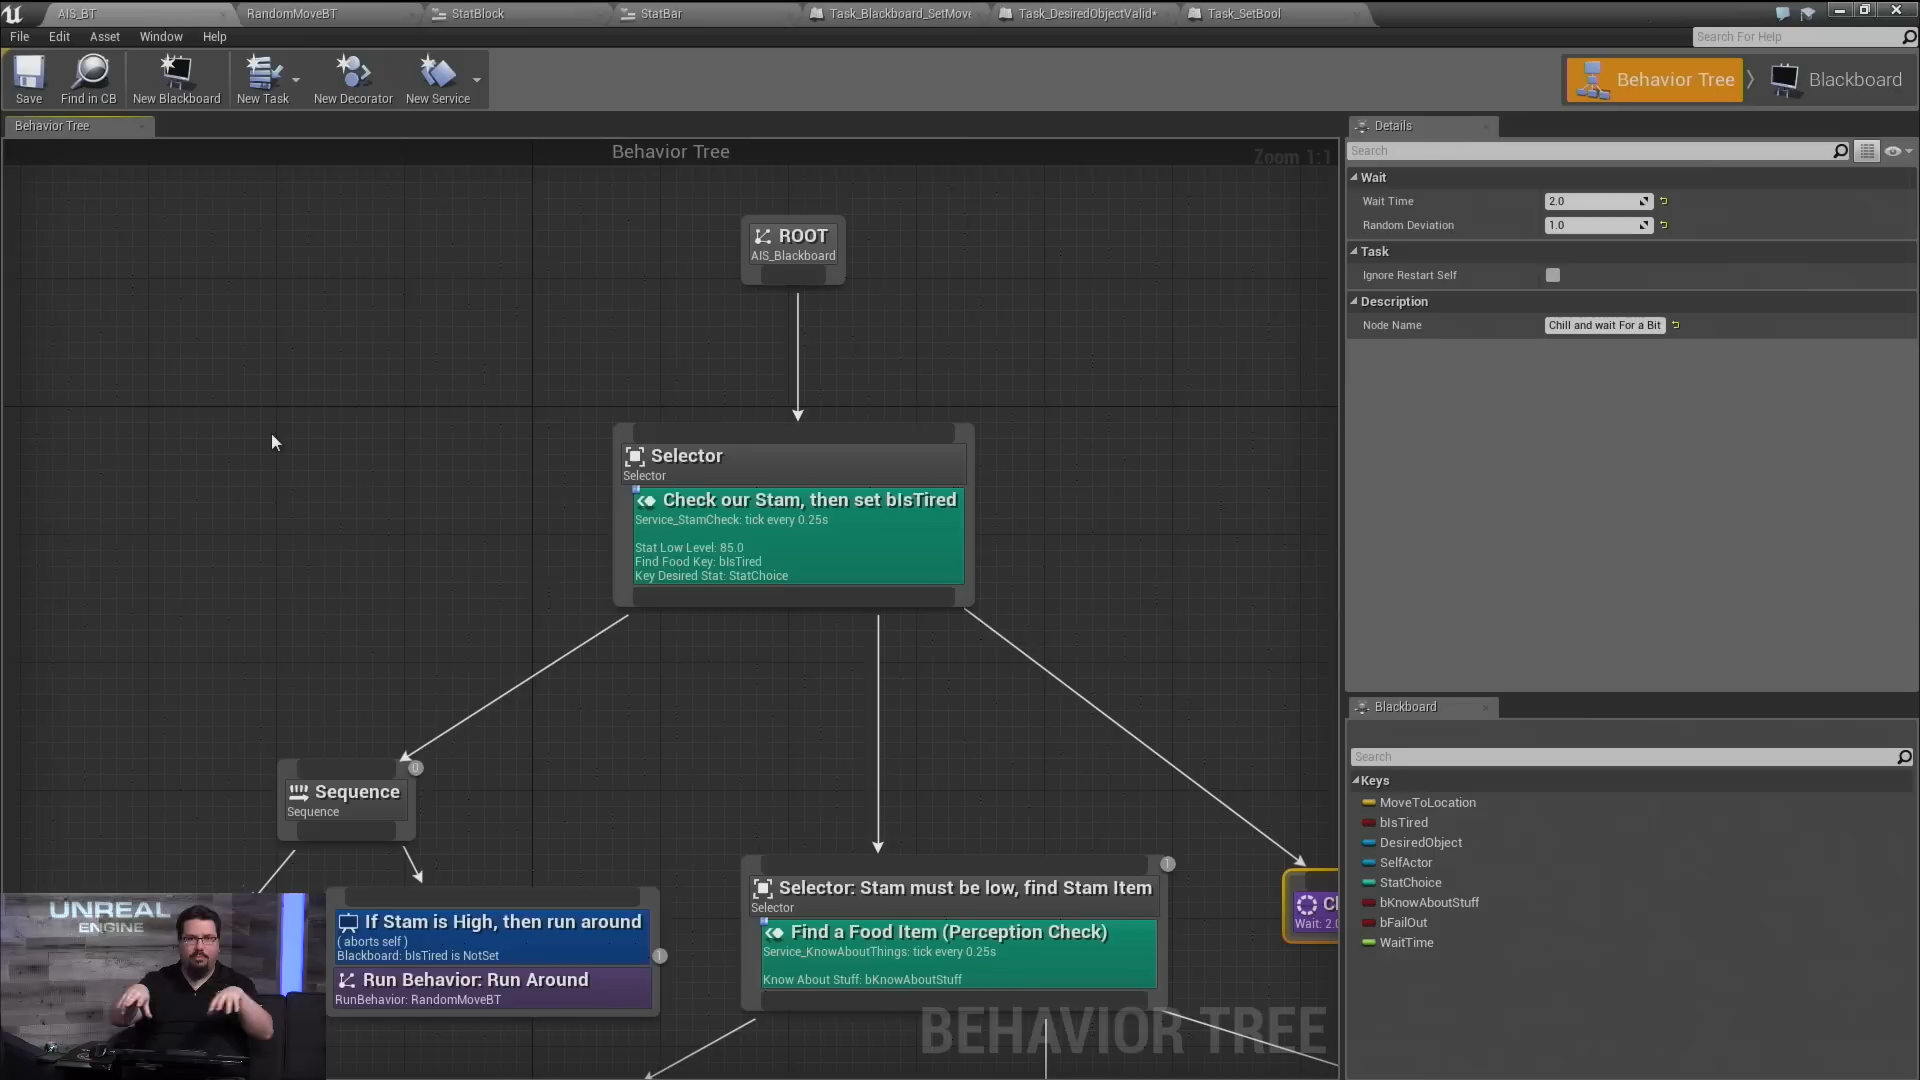 AIS_BT
RandomMoveBT
StatBlock
StatBar
Task_Blackboard_SetMove
Task_DesiredObjectValid*
Task_SetBool
File
Edit
Asset
Window
Help
Search For Help
Save
Find in CB
New Blackboard
New Task
New Decorator
New Service
Behavior Tree
Blackboard
Behavior Tree
Behavior Tree
Zoom 1:1
ROOT
AIS_Blackboard
Selector
Selector
Check our Stam, then set bIsTired
Service_StamCheck: tick every 0.25s
Stat Low Level: 85.0
Find Food Key: bIsTired
Key Desired Stat: StatChoice
0
Sequence
Sequence
If Stam is High, then run around
( aborts self )
Blackboard: bIsTired is NotSet
1
Run Behavior: Run Around
RunBehavior: RandomMoveBT
1
Selector: Stam must be low, find Stam Item
Selector
Find a Food Item (Perception Check)
Service_KnowAboutThings: tick every 0.25s
Know About Stuff: bKnowAboutStuff
Cl
Wait: 2.0
BEHAVIOR TREE
UNREAL
ENGINE
Details
Search
Wait
Wait Time
2.0
Random Deviation
1.0
Task
Ignore Restart Self
Description
Node Name
Chill and wait For a Bit
Blackboard
Search
Keys
MoveToLocation
bIsTired
DesiredObject
SelfActor
StatChoice
bKnowAboutStuff
bFailOut
WaitTime